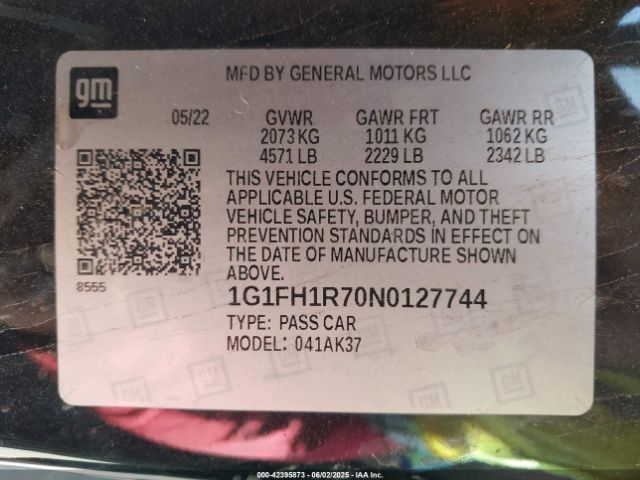 gm
MFD BY GENERAL MOTORS LLC
05/22 GVWR GAWR FRT GAWR RR
2073 KG 1011 KG 1062 KG
4571 LB 2229 LB 2342 LB
THIS VEHICLE CONFORMS TO ALL
APPLICABLE U.S. FEDERAL MOTOR
VEHICLE SAFETY, BUMPER, AND THEFT
PREVENTION STANDARDS IN EFFECT ON
THE DATE OF MANUFACTURE SHOWN
ABOVE.
8555
1G1FH1R70N0127744
TYPE: PASS CAR
MODEL: 041AK37
000-42395873 | 06/02/2025 - IAA Inc.